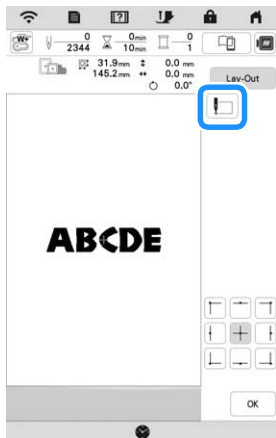 ?
W+
0
2344
0min
10min
0
1
31.9mm
0.0 mm
145.2mm
0.0 mm
0.0°
Lay-Out
ABCDE
OK